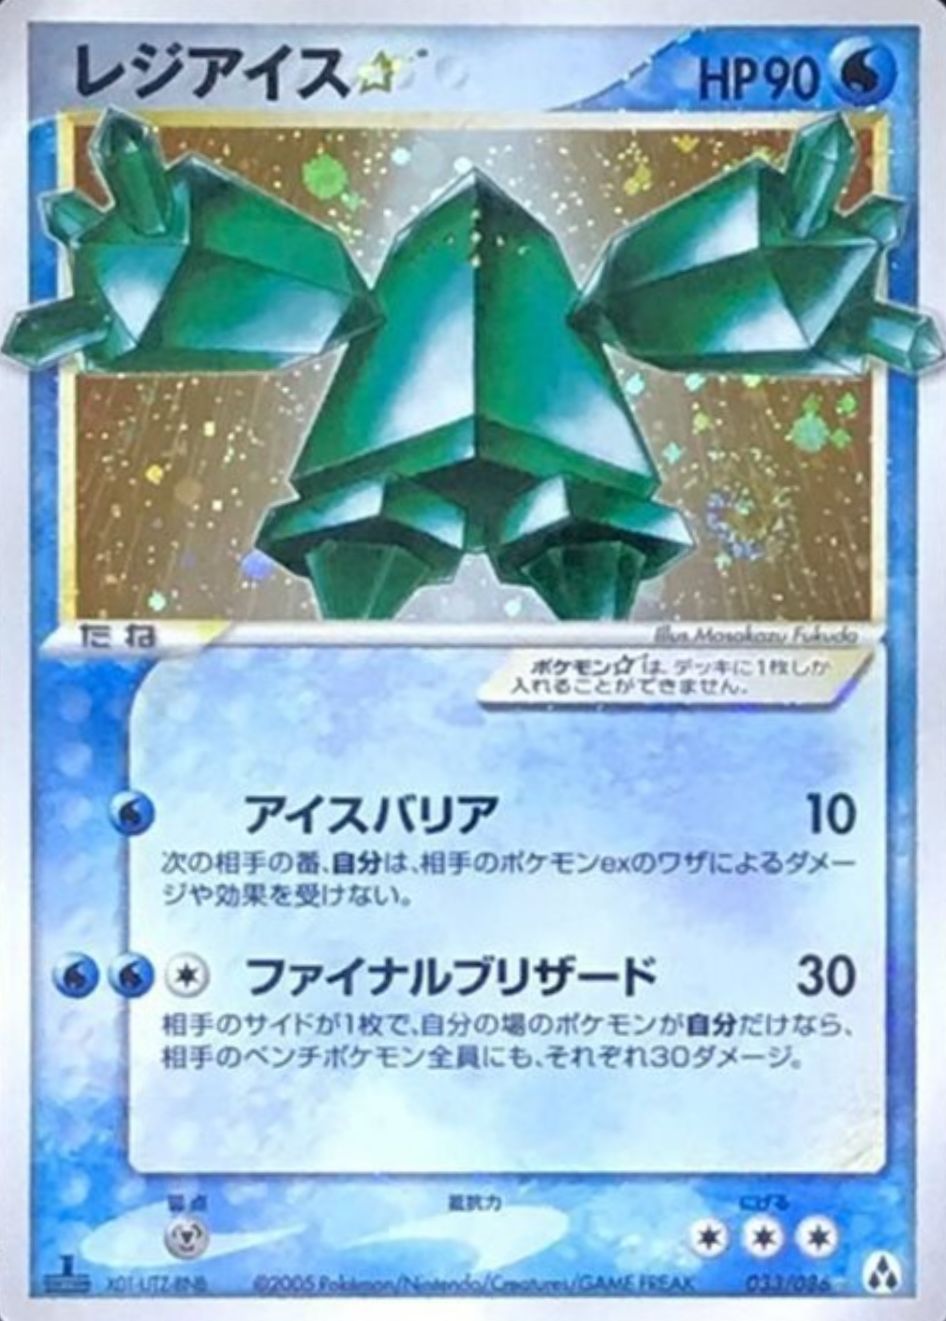 レジアイス☆
HP90
たね
Illus. Masakazu Fukuda
ポケモン☆は、デッキに1枚しか
入れることができません。
アイスバリア 10
次の相手の番、自分は、相手のポケモンexのワザによるダメー
ジや効果を受けない。
ファイナルブリザード 30
相手のサイドが1枚で、自分の場のポケモンが自分だけなら、
相手のベンチポケモン全員にも、それぞれ30ダメージ。
弱点 抵抗力 にげる
1 ©2005 Pokémon/Nintendo/Creatures/GAME FREAK 033/086